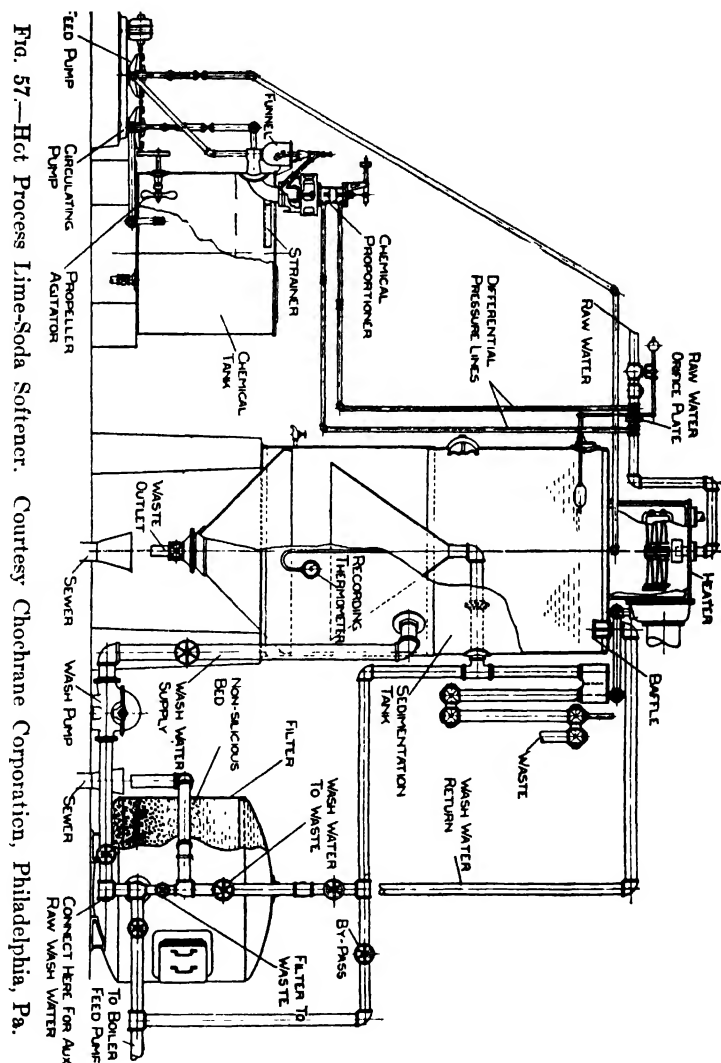 RAW WATER
ORIFICE PLATE
HEATER
RAW WATER
BAFFLE
DIFFERENTIAL
PRESSURE LINES
WASTE
CHEMICAL
PROPORTIONER
FUNNEL
STRAINER
SEDIMENTATION
TANK
WASH WATER
RETURN
RECORDING
THERMOMETER
BY-PASS
CHEMICAL
TANK
WASTE
OUTLET
WASH WATER
SUPPLY
NON-SILICIOUS
BED
FILTER
WASH WATER
TO WASTE
FILTER TO
WASTE
FEED PUMP
CIRCULATING
PUMP
PROPELLER
AGITATOR
SEWER
WASH PUMP
SEWER
CONNECT HERE FOR AUX
RAW WASH WATER
TO BOILER
FEED PUMP
FIG. 57.—Hot Process Lime-Soda Softener. Courtesy Chochrane Corporation, Philadelphia, Pa.